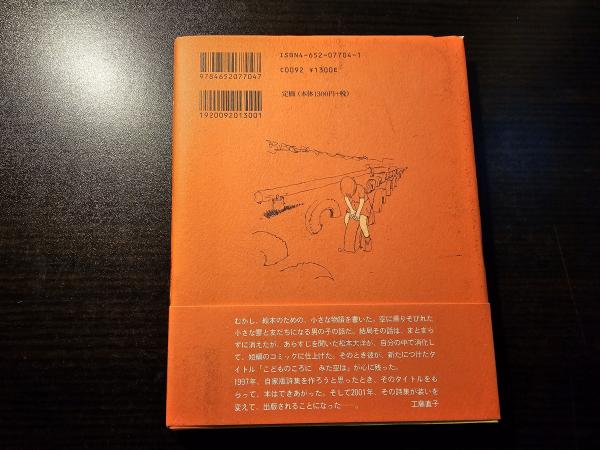 ISBN4-652-07704-1
C0092 ¥1300E
9784652077047
定価(本体1300円+税)
1920092013001
むかし、絵本のための、小さな物語を書いた。空に帰りそびれた
小さな雲と友だちになる男の子の話だ。結局その話は、まとまら
ずに消えたが、あらすじを聞いた松本大洋が、自分の中で消化し
て、短編のコミックに仕上げた。そのとき彼が、新たにつけたタ
イトル「こどものころに みた空は」が心に残った。
1997年、自家版詩集を作ろうと思ったとき、そのタイトルをも
らって、本はできあがった。そして2001年、その詩集が装いを
変えて、出版されることになった──。 工藤直子